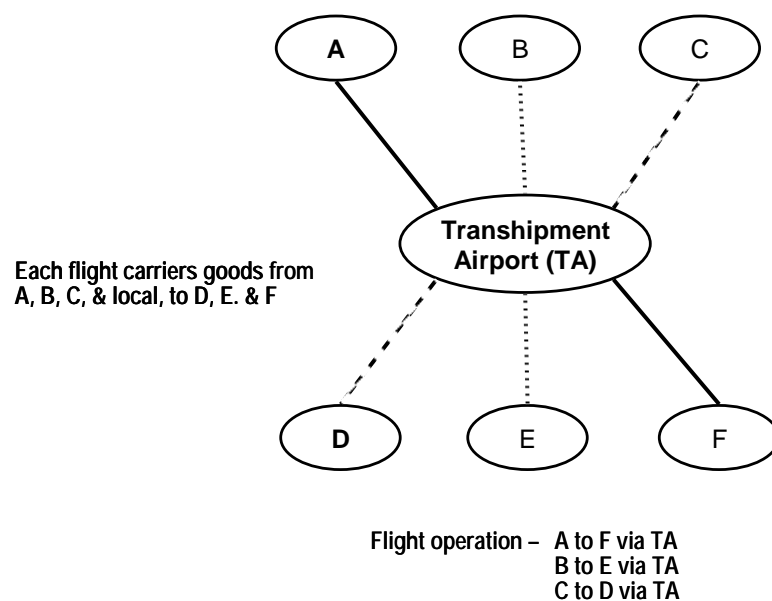 A B C
Transhipment
Airport (TA)
Each flight carriers goods from
A, B, C, & local, to D, E. & F
D E F
Flight operation – A to F via TA
B to E via TA
C to D via TA